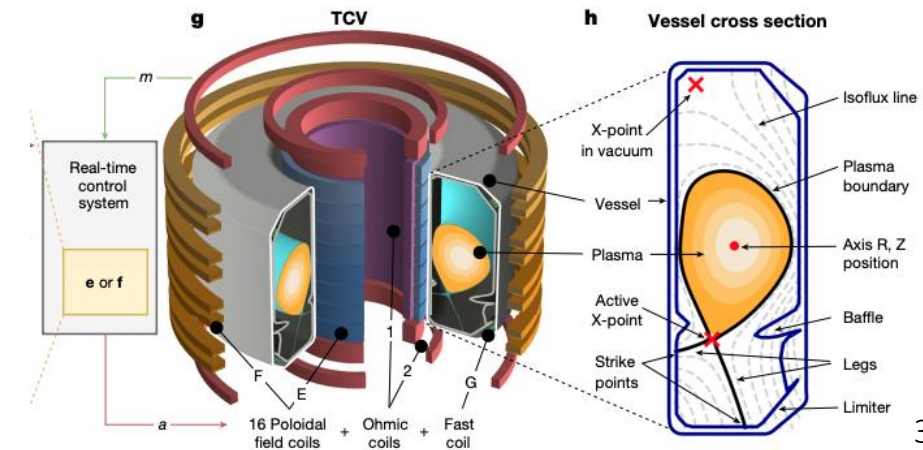 g
TCV
h
Vessel cross section
m
Real-time
control
system
e or f
a
Vessel
Plasma
1
2
F
E
G
16 Poloidal
field coils
+
Ohmic
coils
+
Fast
coil
X-point
in vacuum
Isoflux line
Plasma
boundary
Axis R, Z
position
Active
X-point
Baffle
Strike
points
Legs
Limiter